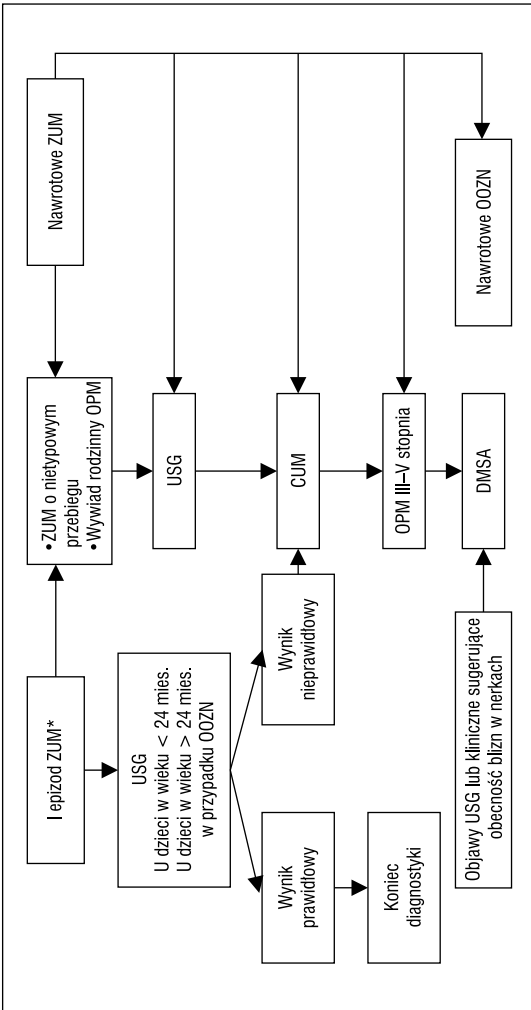 I epizod ZUM*
• ZUM o nietypowym
przebiegu
• Wywiad rodzinny OPM
Nawrotowe ZUM
USG
U dzieci w wieku < 24 mies.
U dzieci w wieku > 24 mies.
w przypadku OOZN
USG
Wynik
prawidłowy
Wynik
nieprawidłowy
CUM
Koniec
diagnostyki
OPM III–V stopnia
Objawy USG lub kliniczne sugerujące
obecność blizn w nerkach
DMSA
Nawrotowe OOZN